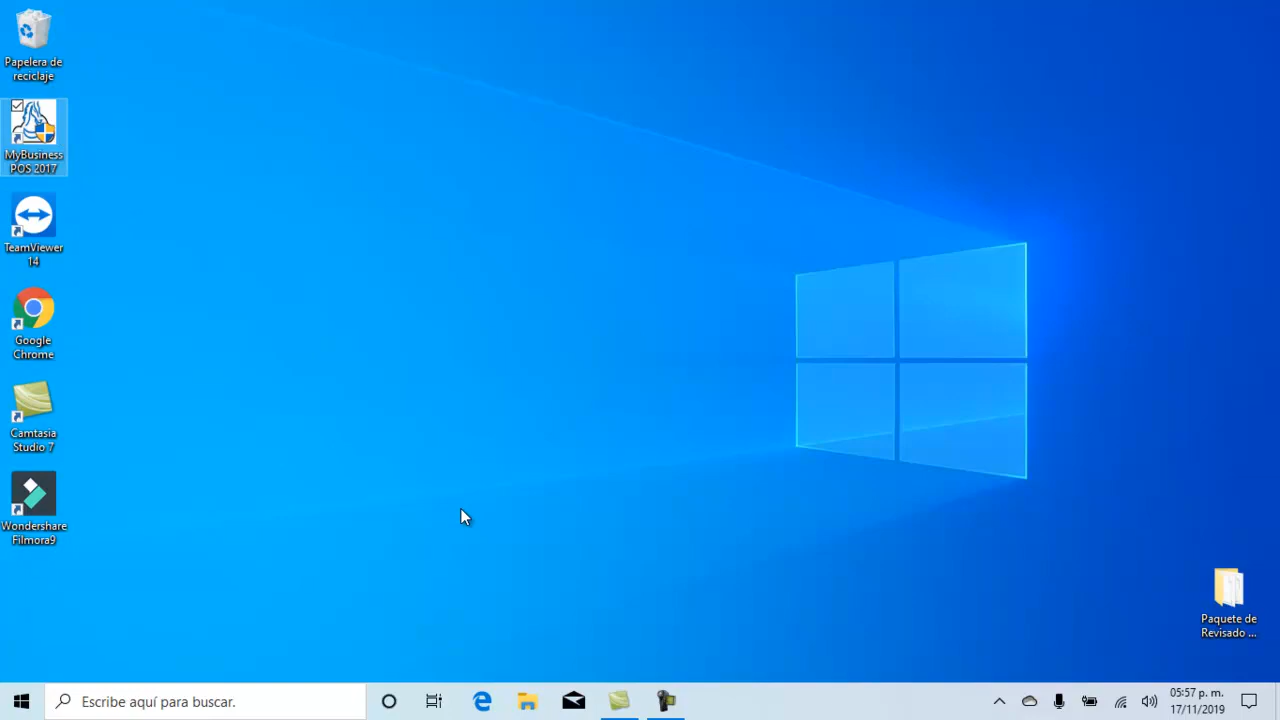 Papelera de
reciclaje
MyBusiness
POS 2017
TeamViewer
14
Google
Chrome
Camtasia
Studio 7
Wondershare
Filmora9
Paquete de
Revisado ...
Escribe aquí para buscar.
05:57 p. m.
17/11/2019